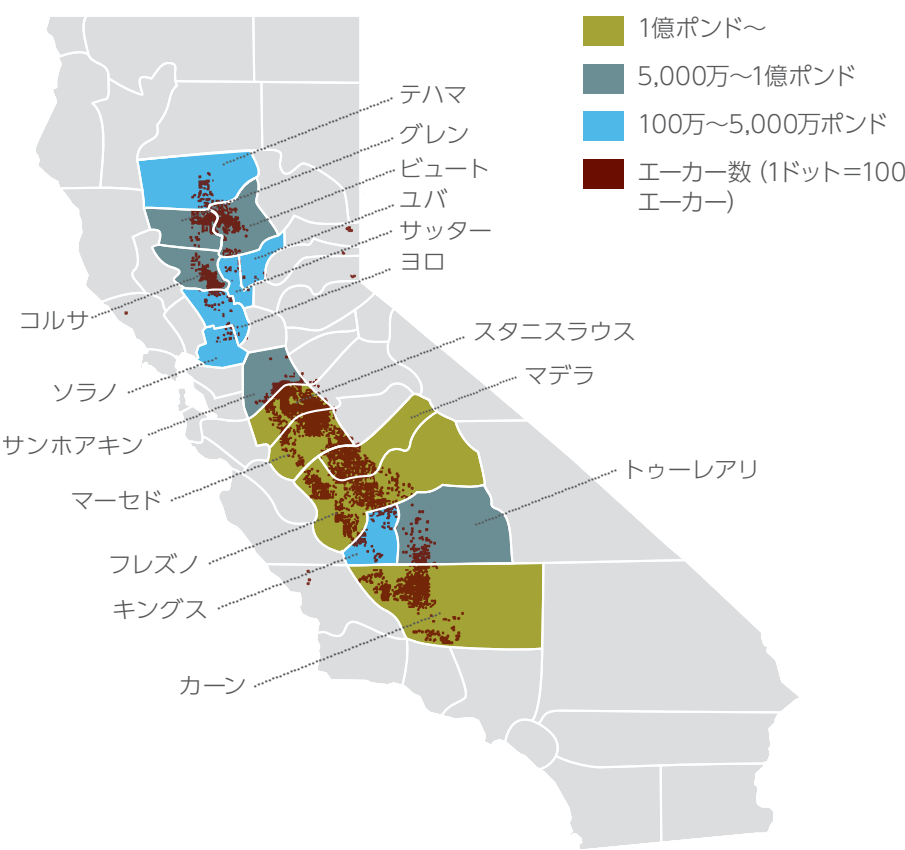 1億ポンド～
5,000万～1億ポンド
100万～5,000万ポンド
エーカー数 (1ドット＝100
エーカー)
テハマ
グレン
ビュート
ユバ
サッター
ヨロ
コルサ
スタニスラウス
マデラ
ソラノ
サンホアキン
トゥーレアリ
マーセド
フレズノ
キングス
カーン